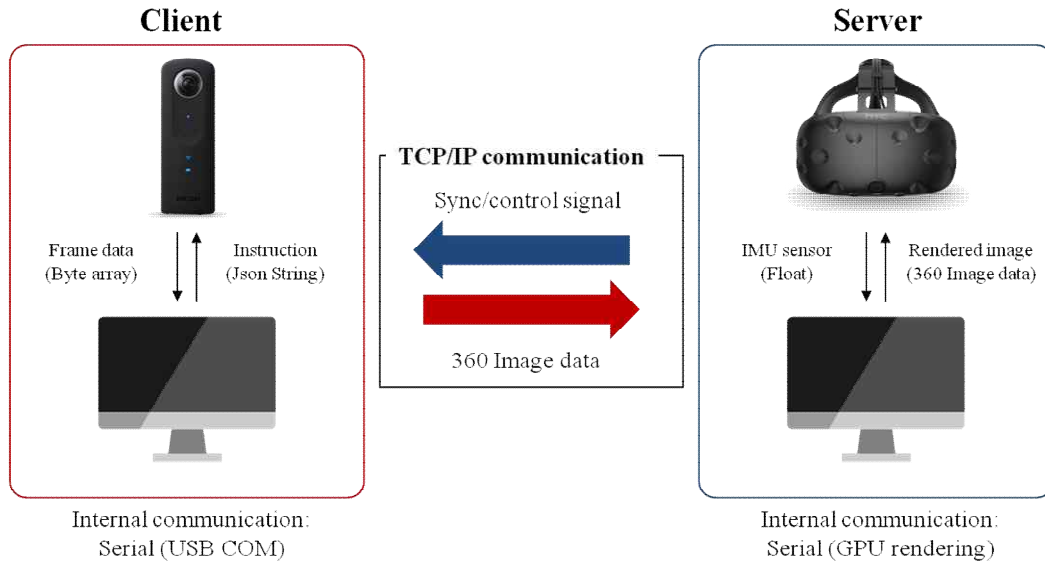 Client
Server
TCP/IP communication
Sync/control signal
360 Image data
Frame data
(Byte array)
Instruction
(Json String)
IMU sensor
(Float)
Rendered image
(360 Image data)
Internal communication:
Serial (USB COM)
Internal communication:
Serial (GPU rendering)